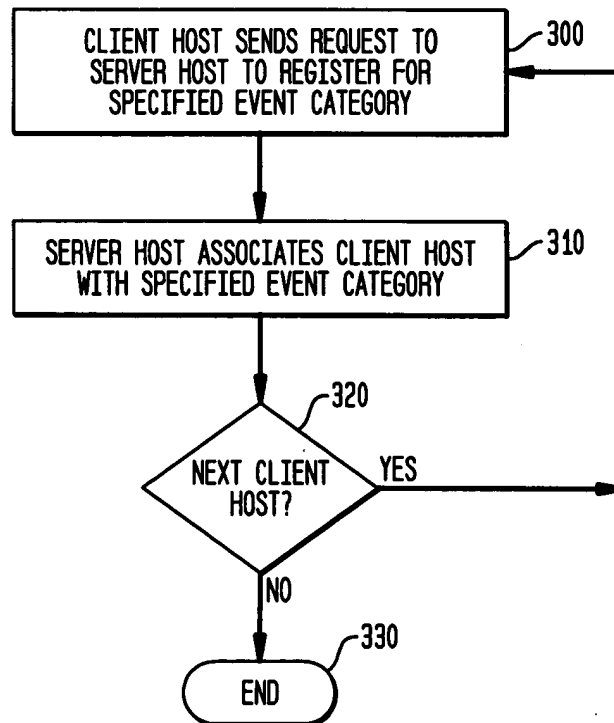 CLIENT HOST SENDS REQUEST TO
SERVER HOST TO REGISTER FOR
SPECIFIED EVENT CATEGORY
300
SERVER HOST ASSOCIATES CLIENT HOST
WITH SPECIFIED EVENT CATEGORY
310
320
NEXT CLIENT
HOST?
YES
NO
330
END